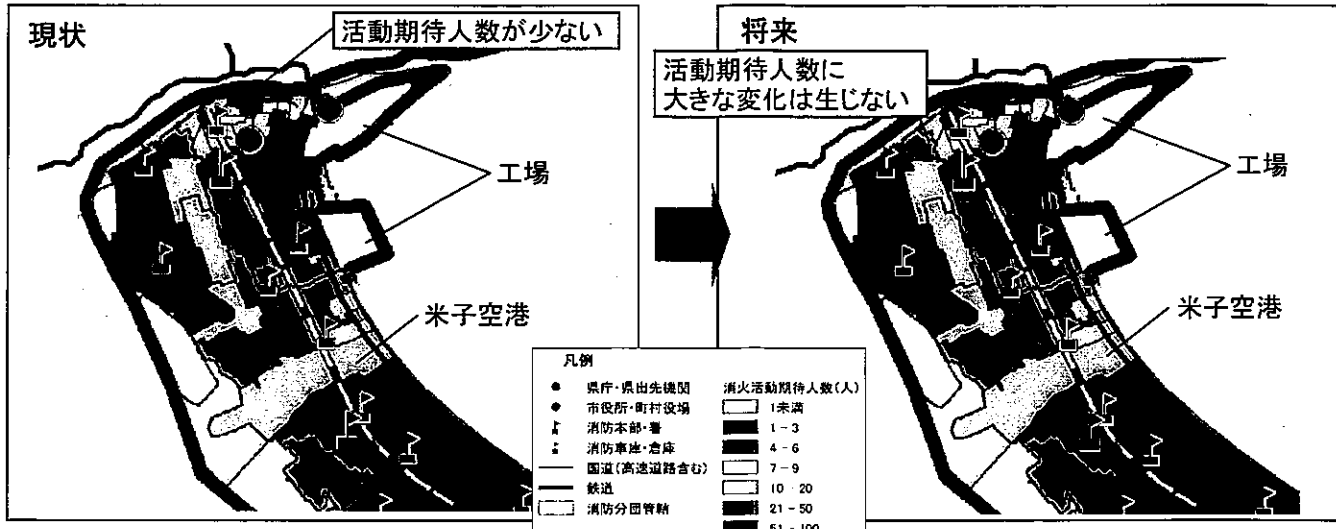 現状
活動期待人数が少ない
工場
米子空港
将来
活動期待人数に
大きな変化は生じない
工場
米子空港
凡例
県庁・県出先機関
市役所・町村役場
消防本部・署
消防車庫・倉庫
国道(高速道路含む)
鉄道
消防分団管轄
消火活動期待人数(人)
1未満
1-3
4-6
7-9
10-20
21-50
51-100